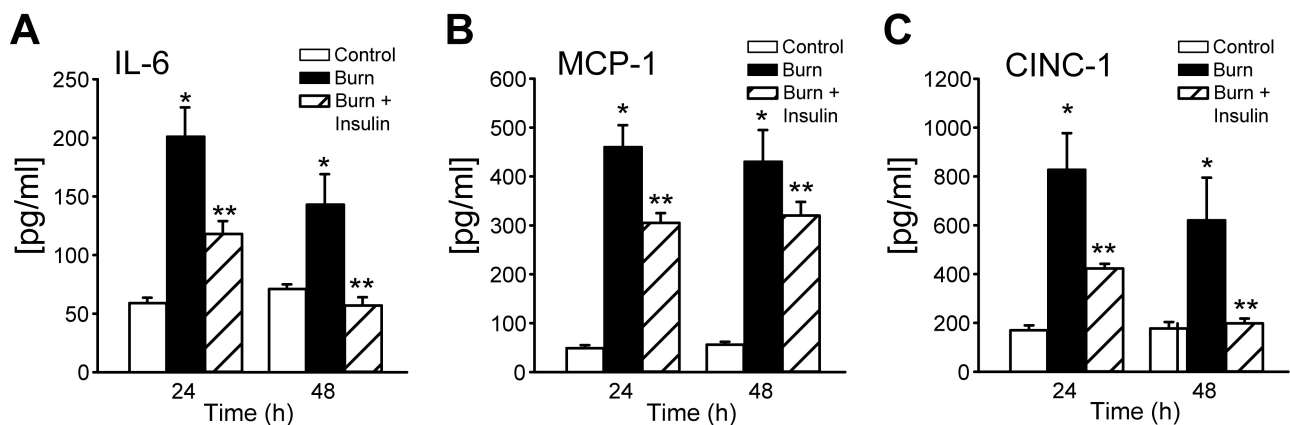 A
IL-6
Control
Burn
Burn +
Insulin
250
200
150
100
50
0
[pg/ml]
*
**
*
**
24
48
Time (h)
B
MCP-1
Control
Burn
Burn +
Insulin
600
500
400
300
200
100
0
[pg/ml]
*
**
*
**
24
48
Time (h)
C
CINC-1
Control
Burn
Burn +
Insulin
1200
1000
800
600
400
200
0
[pg/ml]
*
**
*
**
24
48
Time (h)